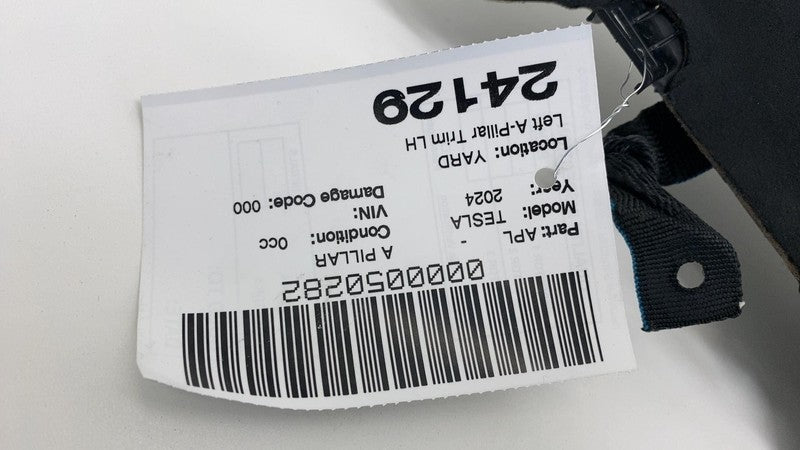 0000050282
Part: APL - A PILLAR
Model: TESLA Condition: 0cc
Year: 2024 VIN:
Damage Code: 000
Location: YARD
Left A-Pillar Trim LH
24129